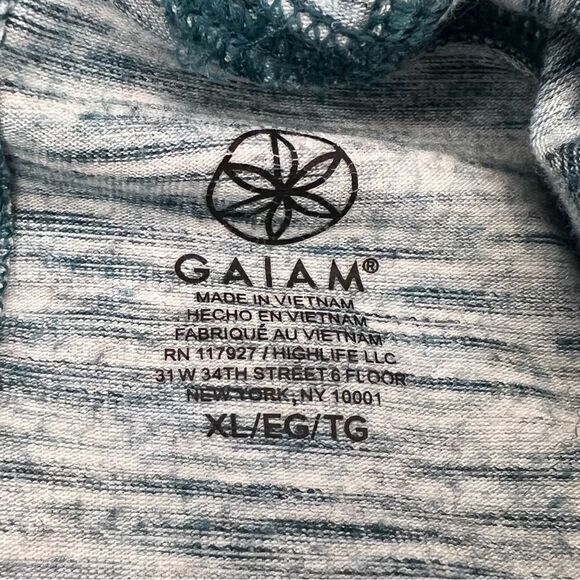 GAIAM®
MADE IN VIETNAM
HECHO EN VIETNAM
FABRIQUÉ AU VIETNAM
RN 117927 / HIGHLIFE LLC
31 W 34TH STREET 6 FLOOR
NEW YORK, NY 10001
XL/EG/TG